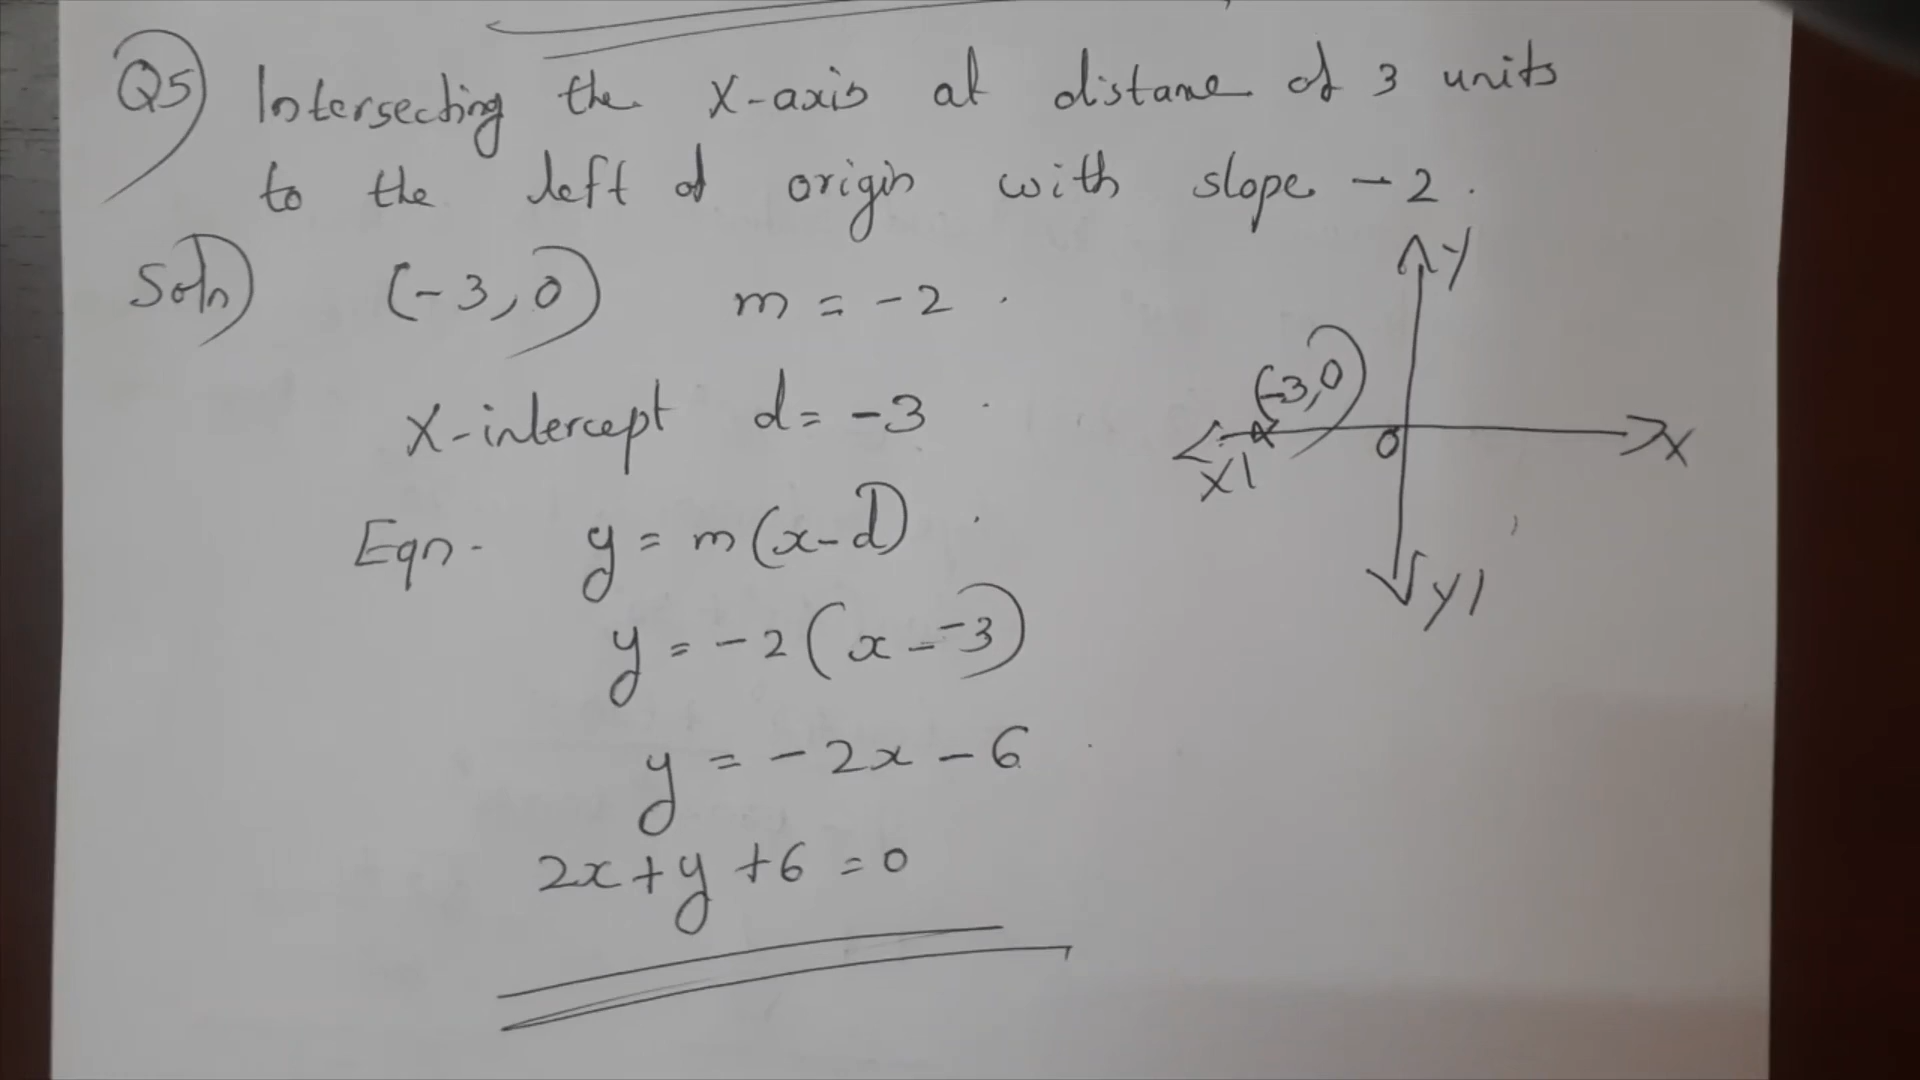 Q5) Intersecting the X-axis at distance of 3 units
to the left of origin with slope -2.
Soln) (-3,0) m = -2.
X-intercept d = -3
Eqn- y = m(x-d)
y = -2(x--3)
y = -2x - 6
2x+y+6=0
Y
(-3,0)
X1 0 X
Y1